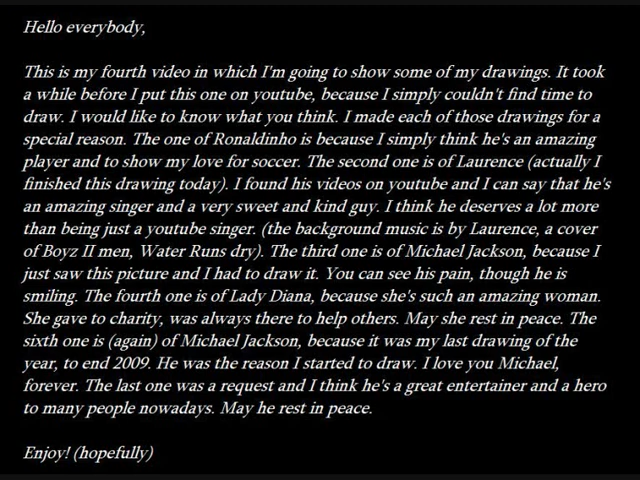 Hello everybody,
This is my fourth video in which I'm going to show some of my drawings. It took
a while before I put this one on youtube, because I simply couldn't find time to
draw. I would like to know what you think. I made each of those drawings for a
special reason. The one of Ronaldinho is because I simply think he's an amazing
player and to show my love for soccer. The second one is of Laurence (actually I
finished this drawing today). I found his videos on youtube and I can say that he's
an amazing singer and a very sweet and kind guy. I think he deserves a lot more
than being just a youtube singer. (the background music is by Laurence, a cover
of Boyz II men, Water Runs dry). The third one is of Michael Jackson, because I
just saw this picture and I had to draw it. You can see his pain, though he is
smiling. The fourth one is of Lady Diana, because she's such an amazing woman.
She gave to charity, was always there to help others. May she rest in peace. The
sixth one is (again) of Michael Jackson, because it was my last drawing of the
year, to end 2009. He was the reason I started to draw. I love you Michael,
forever. The last one was a request and I think he's a great entertainer and a hero
to many people nowadays. May he rest in peace.
Enjoy! (hopefully)